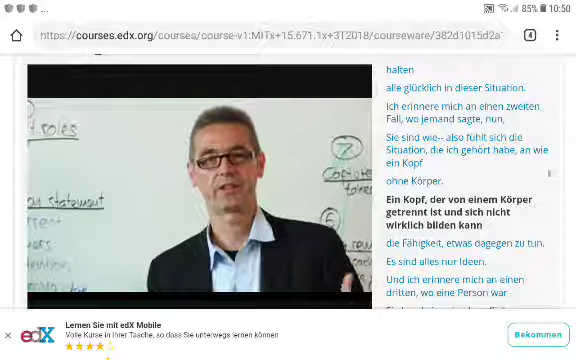 ... 85% 10:50
https://courses.edx.org/courses/course-v1:MITx+15.671.1x+3T2018/courseware/382d1015d2a 4
halten
alle glücklich in dieser Situation.
Ich erinnere mich an einen zweiten
Fall, wo jemand sagte, nun,
Sie sind wie-- also fühlt sich die
Situation, die ich gehört habe, an wie
ein Kopf
ohne Körper.
Ein Kopf, der von einem Körper
getrennt ist und sich nicht
wirklich bilden kann
die Fähigkeit, etwas dagegen zu tun.
Es sind alles nur Ideen.
Und ich erinnere mich an einen
dritten, wo eine Person war
roles
on statement
7
6
edX
Lernen Sie mit edX Mobile
Volle Kurse in Ihrer Tasche, so dass Sie unterwegs lernen können
Bekommen